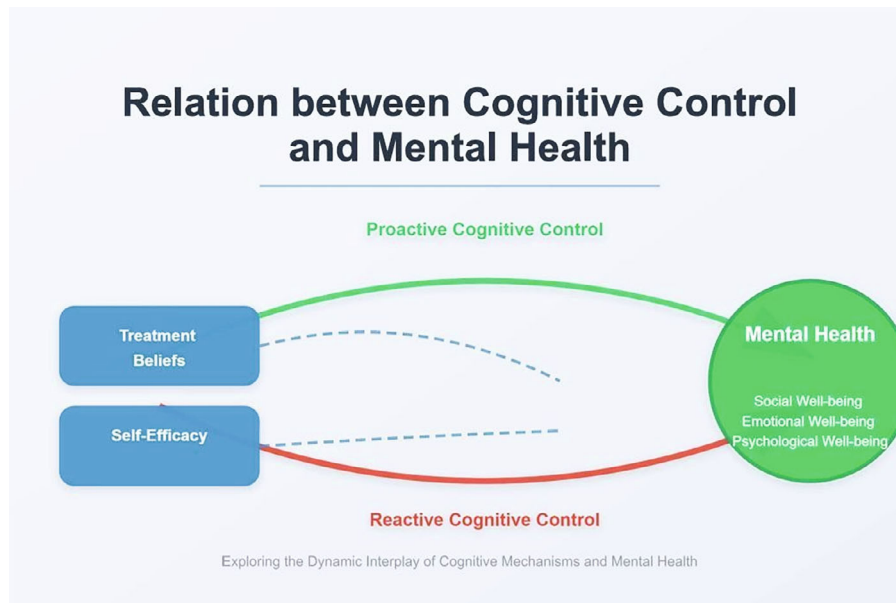 Relation between Cognitive Control
and Mental Health
Proactive Cognitive Control
Treatment
Beliefs
Self-Efficacy
Mental Health
Social Well-being
Emotional Well-being
Psychological Well-being
Reactive Cognitive Control
Exploring the Dynamic Interplay of Cognitive Mechanisms and Mental Health